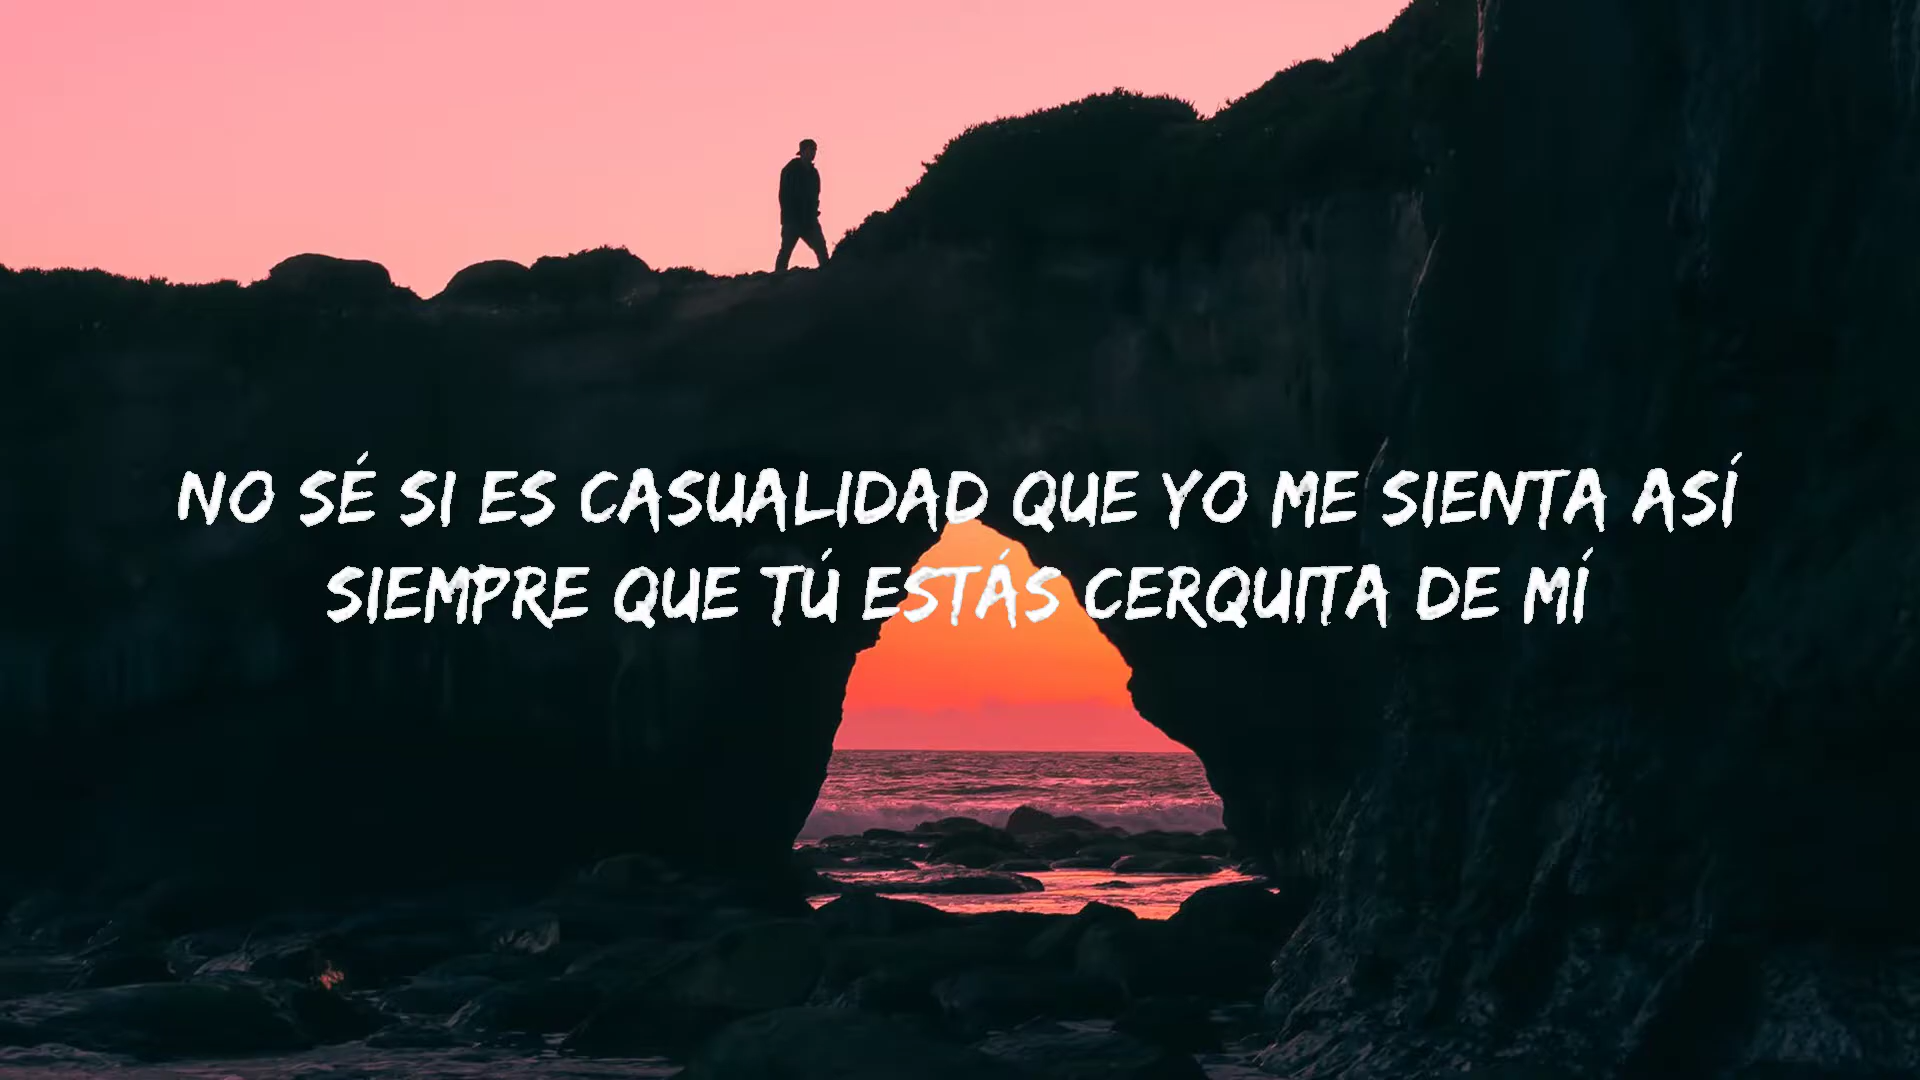 NO SÉ SI ES CASUALIDAD QUE YO ME SIENTA ASÍ
SIEMPRE QUE TÚ ESTÁS CERQUITA DE MÍ